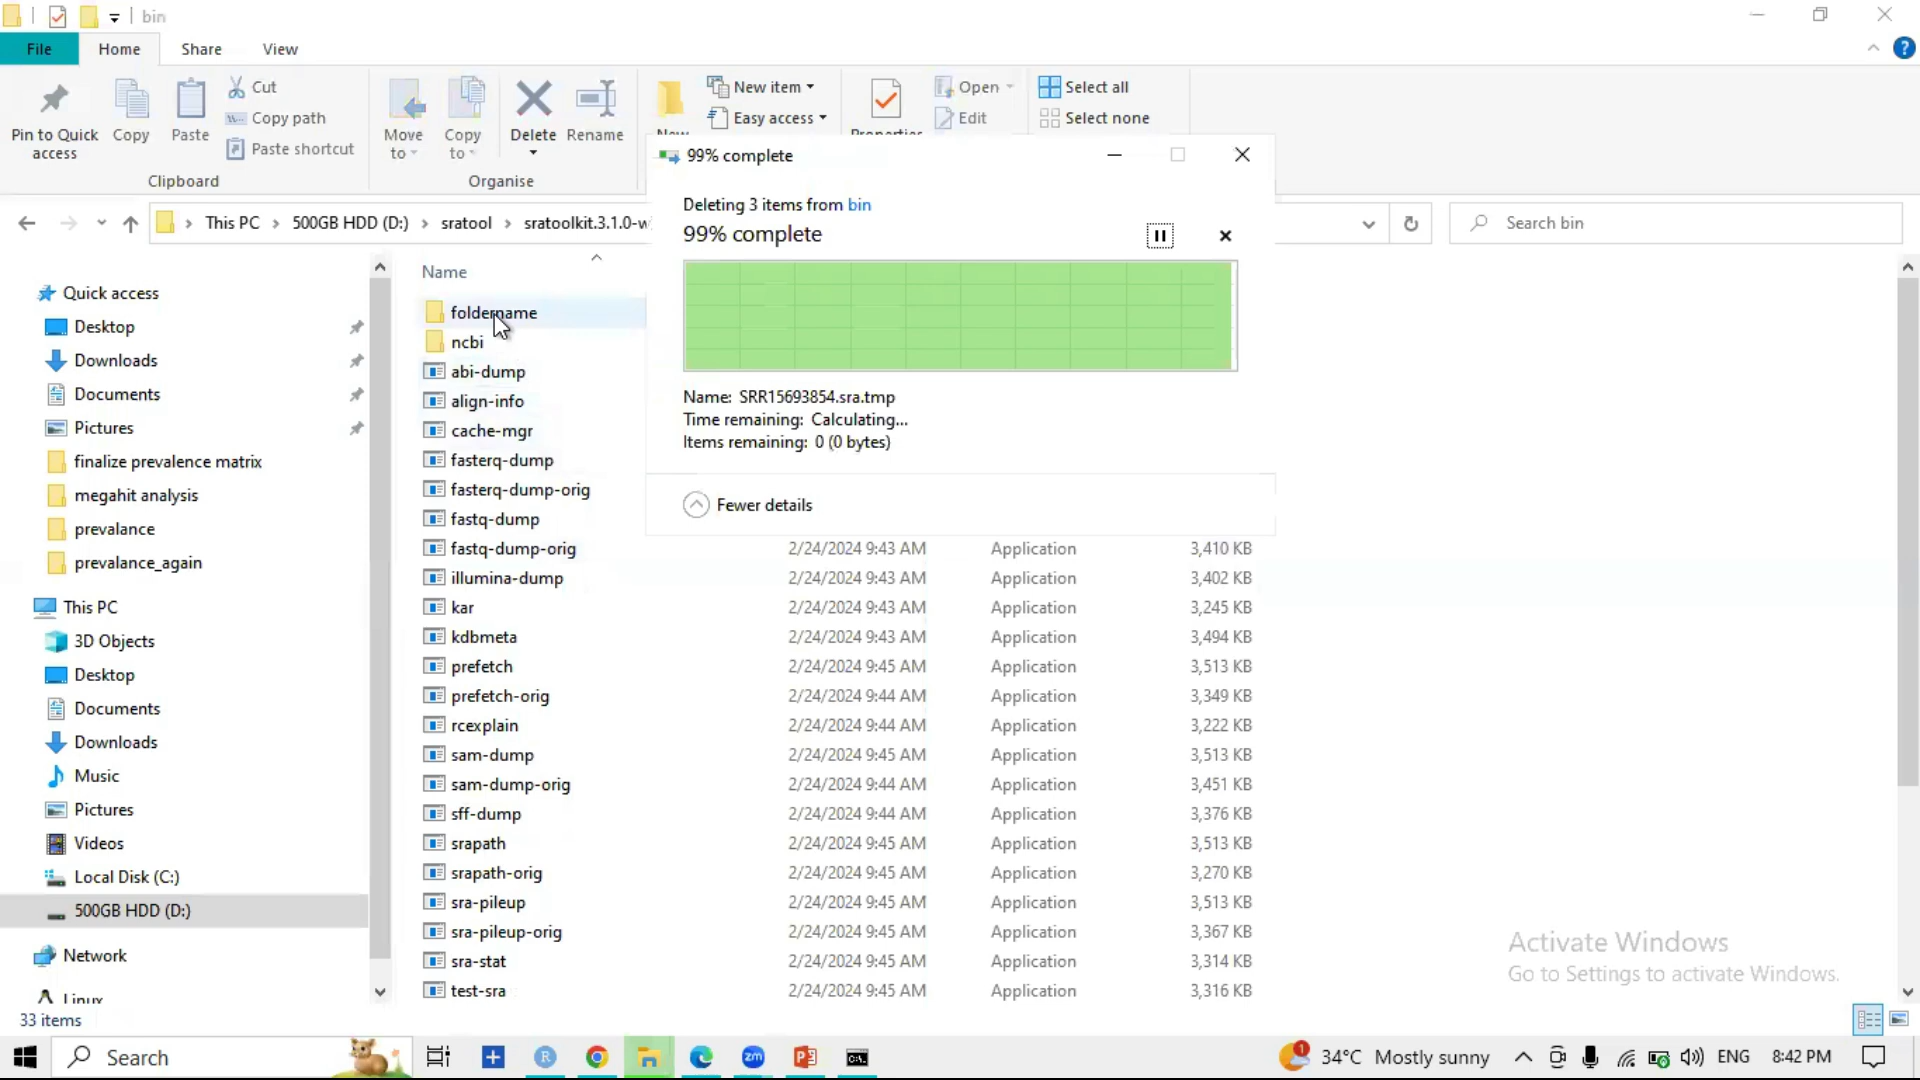 bin
File
Home
Share
View
Pin to Quick access
Copy
Paste
Cut
Copy path
Paste shortcut
Clipboard
Move to
Copy to
Delete
Rename
Organise
New
New item
Easy access
Properties
Open
Edit
Select all
Select none
This PC
500GB HDD (D:)
sratool
sratoolkit.3.1.0-w
Search bin
99% complete
Deleting 3 items from bin
99% complete
Name: SRR15693854.sra.tmp
Time remaining: Calculating...
Items remaining: 0 (0 bytes)
Fewer details
Quick access
Desktop
Downloads
Documents
Pictures
finalize prevalence matrix
megahit analysis
prevalance
prevalance_again
This PC
3D Objects
Desktop
Documents
Downloads
Music
Pictures
Videos
Local Disk (C:)
500GB HDD (D:)
Network
Linux
Name
foldername
ncbi
abi-dump
align-info
cache-mgr
fasterq-dump
fasterq-dump-orig
fastq-dump
fastq-dump-orig 2/24/2024 9:43 AM Application 3,410 KB
illumina-dump 2/24/2024 9:43 AM Application 3,402 KB
kar 2/24/2024 9:43 AM Application 3,245 KB
kdbmeta 2/24/2024 9:43 AM Application 3,494 KB
prefetch 2/24/2024 9:45 AM Application 3,513 KB
prefetch-orig 2/24/2024 9:44 AM Application 3,349 KB
rcexplain 2/24/2024 9:44 AM Application 3,222 KB
sam-dump 2/24/2024 9:45 AM Application 3,513 KB
sam-dump-orig 2/24/2024 9:44 AM Application 3,451 KB
sff-dump 2/24/2024 9:44 AM Application 3,376 KB
srapath 2/24/2024 9:45 AM Application 3,513 KB
srapath-orig 2/24/2024 9:45 AM Application 3,270 KB
sra-pileup 2/24/2024 9:45 AM Application 3,513 KB
sra-pileup-orig 2/24/2024 9:45 AM Application 3,367 KB
sra-stat 2/24/2024 9:45 AM Application 3,314 KB
test-sra 2/24/2024 9:45 AM Application 3,316 KB
Activate Windows
Go to Settings to activate Windows.
33 items
Search
R
zm
1
34°C Mostly sunny
ENG
8:42 PM